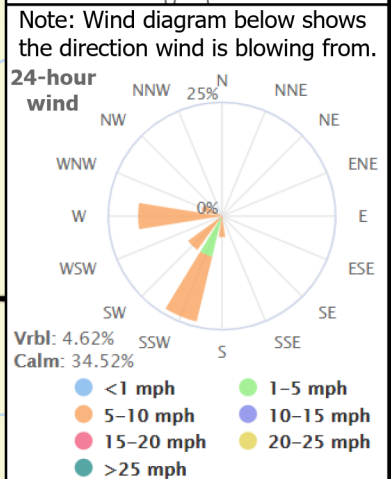 Note: Wind diagram below shows
the direction wind is blowing from.
24-hour
wind
N
NNW
25%
NNE
NW
NE
WNW
ENE
0%
W
E
WSW
ESE
SW
SE
Vrbl: 4.62%
SSW
S
SSE
Calm: 34.52%
<1 mph
1–5 mph
5–10 mph
10–15 mph
15–20 mph
20–25 mph
>25 mph